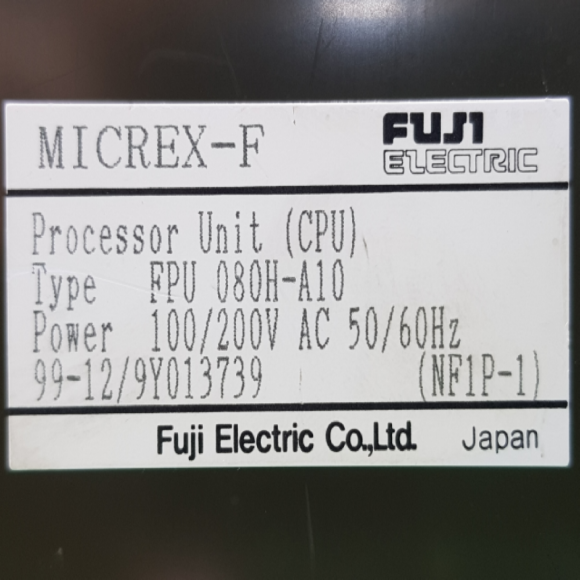 MICREX-F
FUJI
ELECTRIC
Processor Unit (CPU)
Type FPU 080H-A10
Power 100/200V AC 50/60Hz
99-12/9Y013739 (NF1P-1)
Fuji Electric Co.,Ltd. Japan